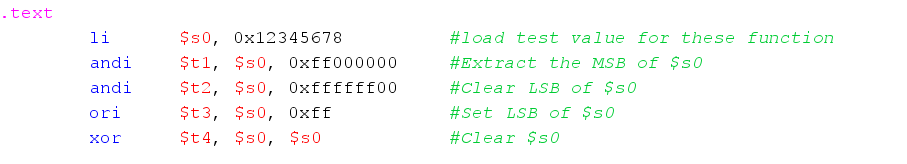 .text
li $s0, 0x12345678 #load test value for these function
andi $t1, $s0, 0xff000000 #Extract the MSB of $s0
andi $t2, $s0, 0xffffff00 #Clear LSB of $s0
ori $t3, $s0, 0xff #Set LSB of $s0
xor $t4, $s0, $s0 #Clear $s0